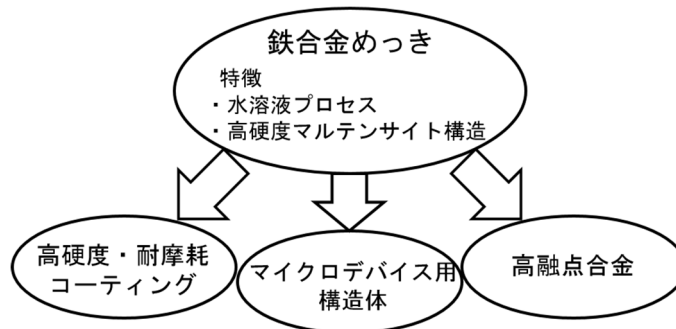 鉄合金めっき
特徴
・水溶液プロセス
・高硬度マルテンサイト構造
高硬度・耐摩耗
コーティング
マイクロデバイス用
構造体
高融点合金